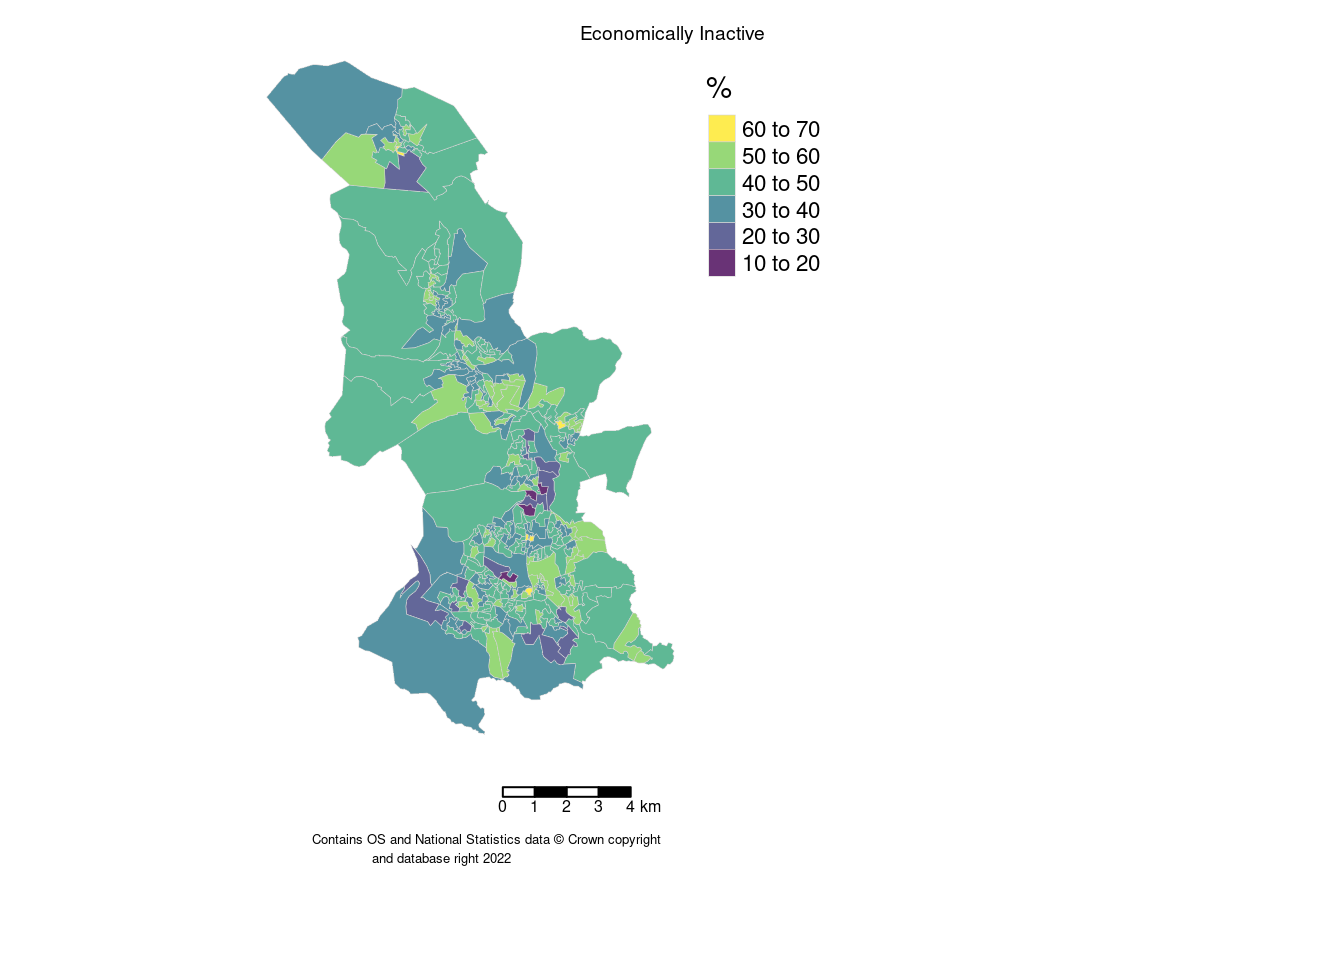 Economically Inactive
%
60 to 70
50 to 60
40 to 50
30 to 40
20 to 30
10 to 20
0 1 2 3 4 km
Contains OS and National Statistics data © Crown copyright
and database right 2022